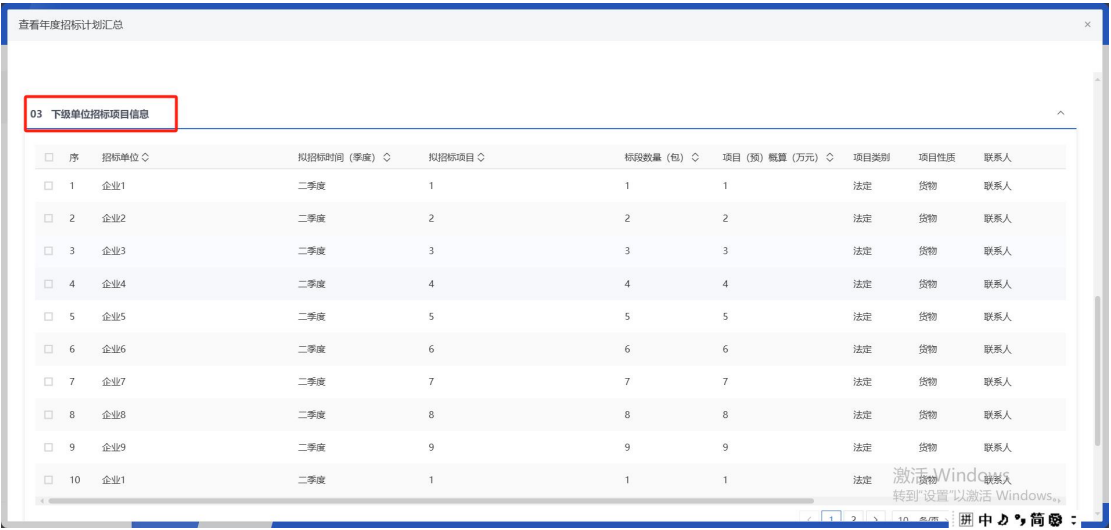 查看年度招标计划汇总 ×
03 下级单位招标项目信息
序 招标单位 拟招标时间（季度） 拟招标项目 标段数量（包） 项目（预）概算（万元） 项目类别 项目性质 联系人
1 企业1 二季度 1 1 1 法定 货物 联系人
2 企业2 二季度 2 2 2 法定 货物 联系人
3 企业3 二季度 3 3 3 法定 货物 联系人
4 企业4 二季度 4 4 4 法定 货物 联系人
5 企业5 二季度 5 5 5 法定 货物 联系人
6 企业6 二季度 6 6 6 法定 货物 联系人
7 企业7 二季度 7 7 7 法定 货物 联系人
8 企业8 二季度 8 8 8 法定 货物 联系人
9 企业9 二季度 9 9 9 法定 货物 联系人
10 企业1 二季度 1 1 1 法定 货物 联系人
激活 Windows
转到"设置"以激活 Windows。
1 2 10 条/页
拼 中 简